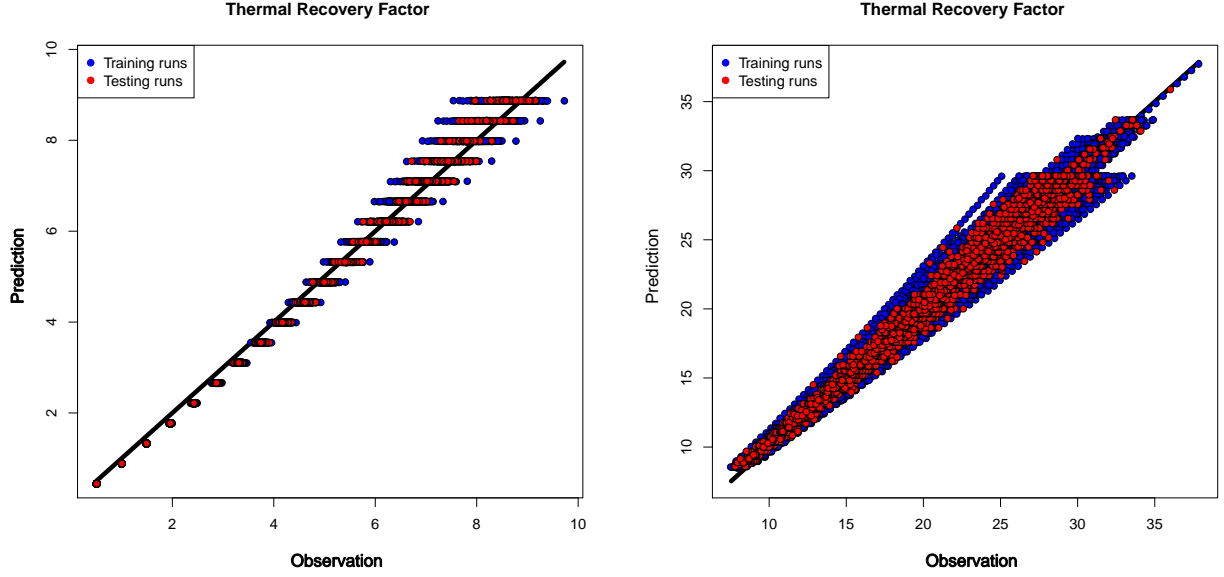 Thermal Recovery Factor
Training runs
Testing runs
10
8
6
4
2
Prediction
2
4
6
8
10
Observation
Thermal Recovery Factor
Training runs
Testing runs
35
30
25
20
15
10
Prediction
10
15
20
25
30
35
Observation